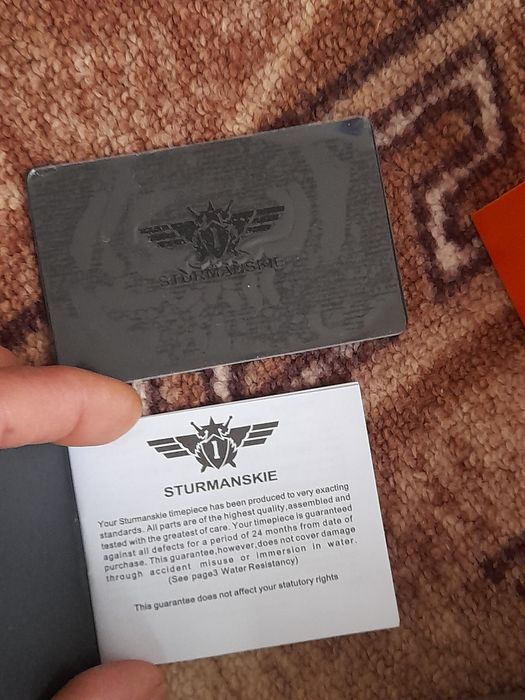 STURMANSKIE
1
STURMANSKIE
Your Sturmanskie timepiece has been produced to very exacting
standards. All parts are of the highest quality,assembled and
tested with the greatest of care. Your timepiece is guaranteed
against all defects for a period of 24 months from date of
purchase. This guarantee,however,does not cover damage
through accident misuse or immersion in water.
(See page3 Water Resistancy)
This guarantee does not affect your statutory rights